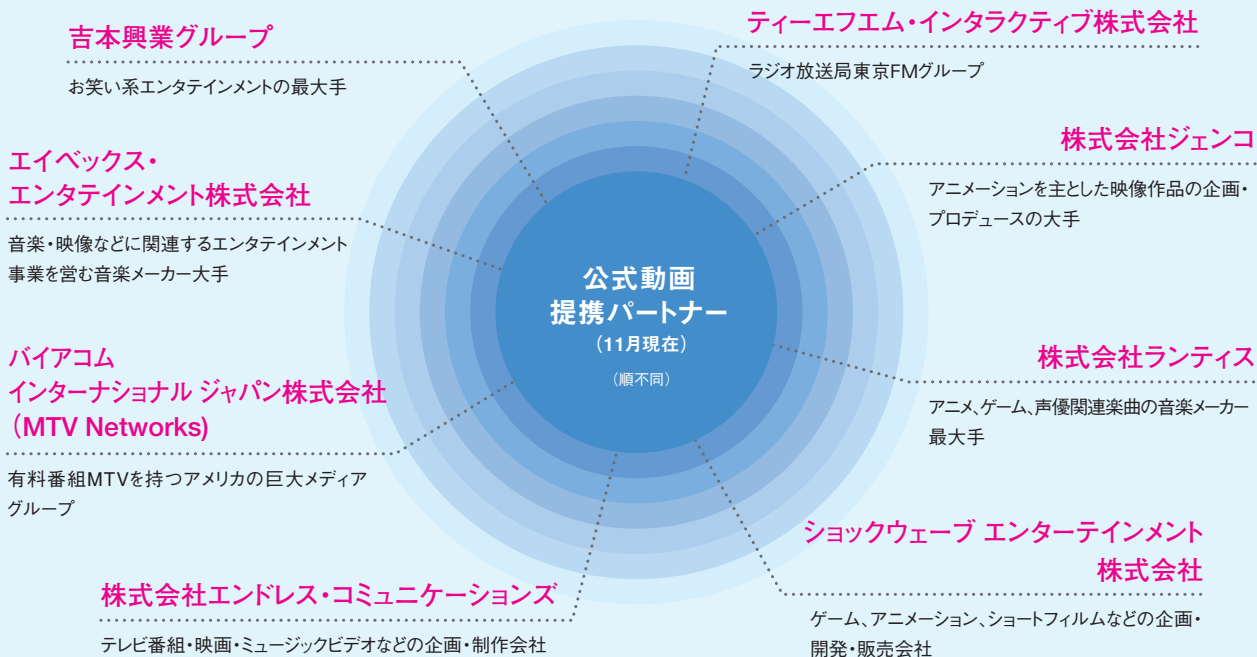 吉本興業グループ
お笑い系エンタテインメントの最大手
エイベックス・
エンタテインメント株式会社
音楽・映像などに関連するエンタテインメント
事業を営む音楽メーカー大手
バイアコム
インターナショナル ジャパン株式会社
(MTV Networks)
有料番組MTVを持つアメリカの巨大メディア
グループ
株式会社エンドレス・コミュニケーションズ
テレビ番組・映画・ミュージックビデオなどの企画・制作会社
公式動画
提携パートナー
(11月現在)
(順不同)
ティーエフエム・インタラクティブ株式会社
ラジオ放送局東京FMグループ
株式会社ジェンコ
アニメーションを主とした映像作品の企画・
プロデュースの大手
株式会社ランティス
アニメ、ゲーム、声優関連楽曲の音楽メーカー
最大手
ショックウェーブ エンターテインメント
株式会社
ゲーム、アニメーション、ショートフィルムなどの企画・
開発・販売会社